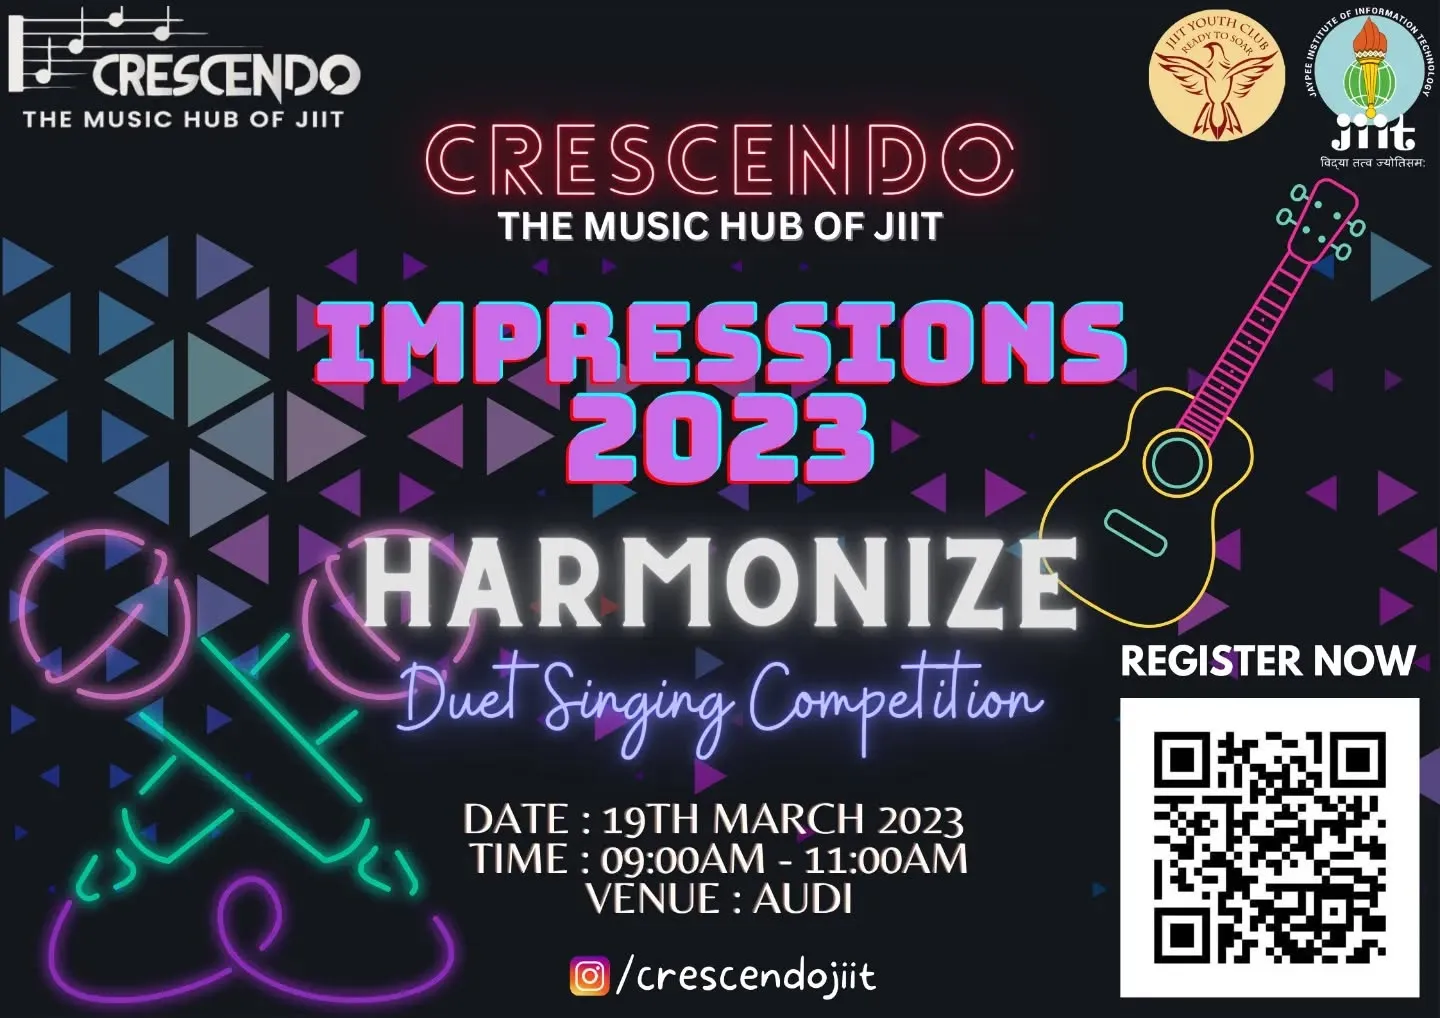 CRESCENDO
THE MUSIC HUB OF JIIT
JIIT YOUTH CLUB
READY TO SOAR
JAYPEE INSTITUTE OF INFORMATION TECHNOLOGY
jiit
विद्या तत्व ज्योतिसम:
CRESCENDO
THE MUSIC HUB OF JIIT
IMPRESSIONS
2023
HARMONIZE
Duet Singing Competition
REGISTER NOW
DATE : 19TH MARCH 2023
TIME : 09:00AM - 11:00AM
VENUE : AUDI
/crescendojiit